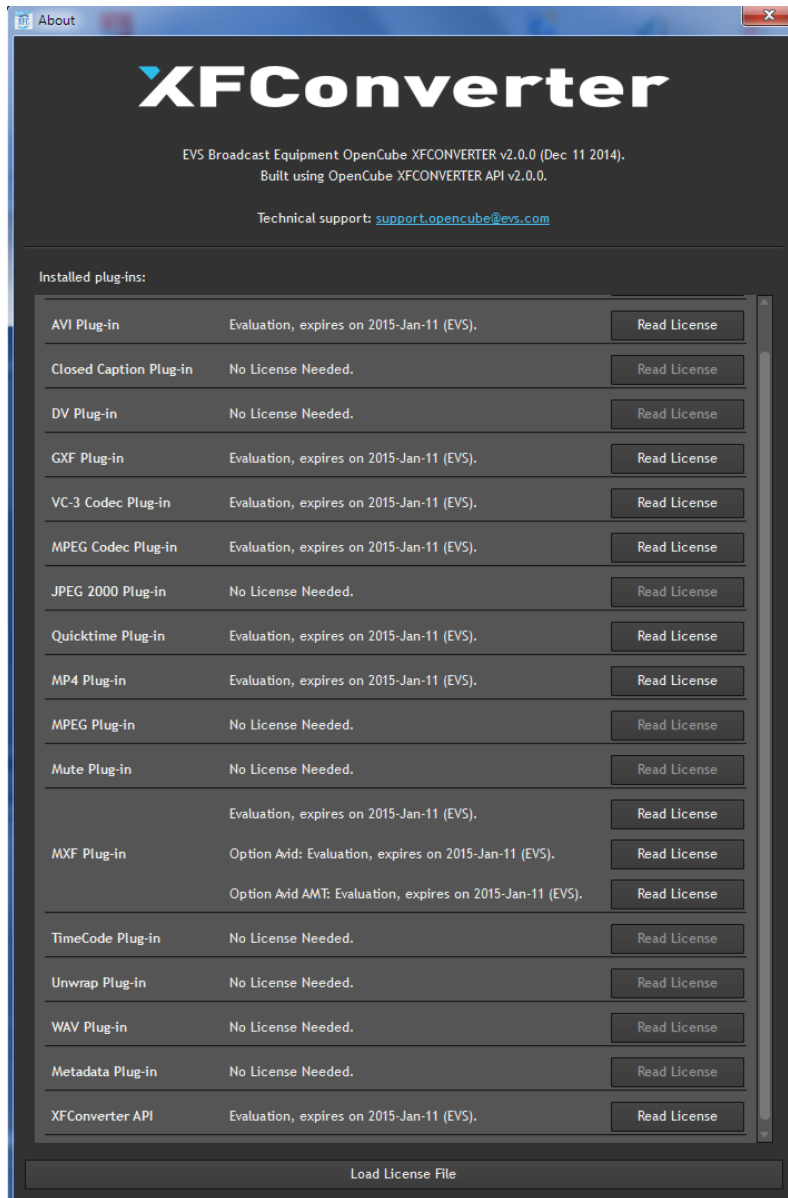 About
XFConverter
EVS Broadcast Equipment OpenCube XFCONVERTER v2.0.0 (Dec 11 2014).
Built using OpenCube XFCONVERTER API v2.0.0.
Technical support: support.opencube@evs.com
Installed plug-ins:
AVI Plug-in Evaluation, expires on 2015-Jan-11 (EVS). Read License
Closed Caption Plug-in No License Needed. Read License
DV Plug-in No License Needed. Read License
GXF Plug-in Evaluation, expires on 2015-Jan-11 (EVS). Read License
VC-3 Codec Plug-in Evaluation, expires on 2015-Jan-11 (EVS). Read License
MPEG Codec Plug-in Evaluation, expires on 2015-Jan-11 (EVS). Read License
JPEG 2000 Plug-in No License Needed. Read License
Quicktime Plug-in Evaluation, expires on 2015-Jan-11 (EVS). Read License
MP4 Plug-in Evaluation, expires on 2015-Jan-11 (EVS). Read License
MPEG Plug-in No License Needed. Read License
Mute Plug-in No License Needed. Read License
Evaluation, expires on 2015-Jan-11 (EVS). Read License
MXF Plug-in Option Avid: Evaluation, expires on 2015-Jan-11 (EVS). Read License
Option Avid AMT: Evaluation, expires on 2015-Jan-11 (EVS). Read License
TimeCode Plug-in No License Needed. Read License
Unwrap Plug-in No License Needed. Read License
WAV Plug-in No License Needed. Read License
Metadata Plug-in No License Needed. Read License
XFConverter API Evaluation, expires on 2015-Jan-11 (EVS). Read License
Load License File